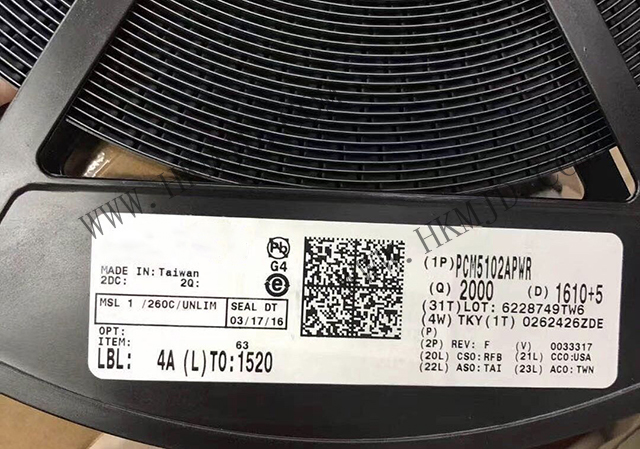 Pb
G4
e
MADE IN: Taiwan
2DC: 2Q:
MSL 1 /260C/UNLIM
SEAL DT
03/17/16
OPT:
ITEM: 63
LBL: 4A (L)TO:1520
(1P) PCM5102APWR
(Q) 2000 (D) 1610+5
(31T) LOT: 6228749TW6
(4W) TKY(1T) 0262426ZDE
(P)
(2P) REV: F (V) 0033317
(20L) CSO:RFB (21L) CCO:USA
(22L) ASO:TAI (23L) ACO:TWN